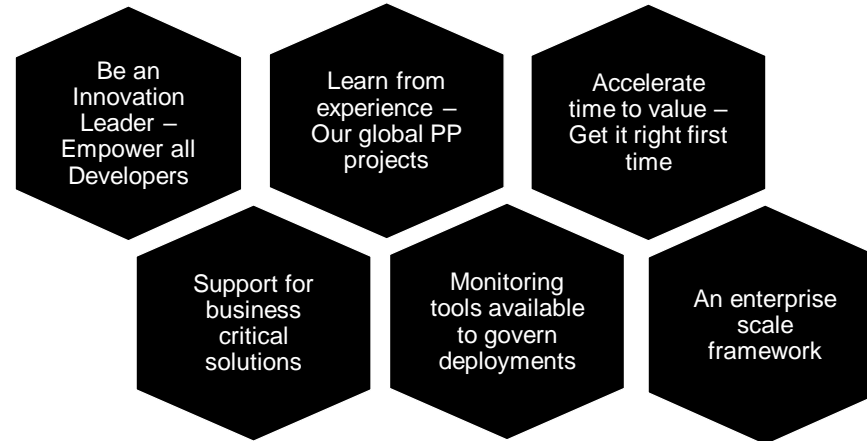 Be an
Innovation
Leader –
Empower all
Developers
Learn from
experience –
Our global PP
projects
Accelerate
time to value –
Get it right first
time
Support for
business
critical
solutions
Monitoring
tools available
to govern
deployments
An enterprise
scale
framework